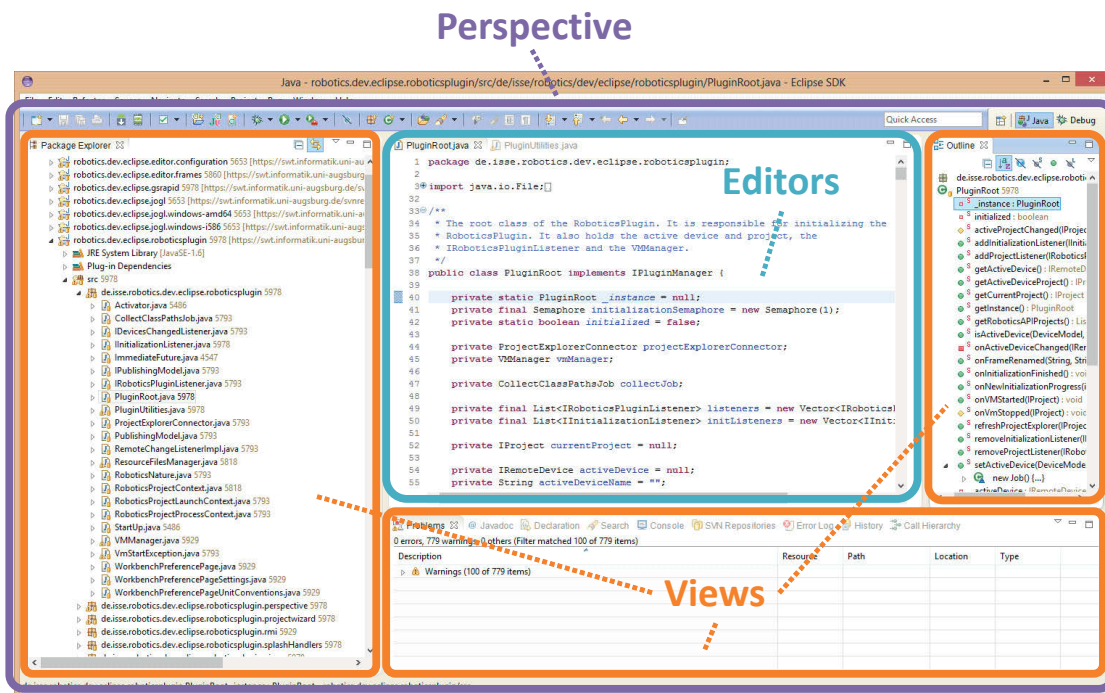 Perspective
Java - robotics.dev.eclipse.roboticsplugin/src/de/isse/robotics/dev/eclipse/roboticsplugin/PluginRoot.java - Eclipse SDK
Quick Access
Java
Debug
Package Explorer
robotics.dev.eclipse.editor.configuration 5653 [https://swt.informatik.uni-au
robotics.dev.eclipse.editor.frames 5860 [https://swt.informatik.uni-augsburg
robotics.dev.eclipse.gsrapid 5978 [https://swt.informatik.uni-augsburg.de/sv
robotics.dev.eclipse.jogl 5653 [https://swt.informatik.uni-augsburg.de/svnre
robotics.dev.eclipse.jogl.windows-amd64 5653 [https://swt.informatik.uni-au
robotics.dev.eclipse.jogl.windows-i586 5653 [https://swt.informatik.uni-augs
robotics.dev.eclipse.roboticsplugin 5978 [https://swt.informatik.uni-augsbur
JRE System Library [JavaSE-1.6]
Plug-in Dependencies
src 5978
de.isse.robotics.dev.eclipse.roboticsplugin 5978
Activator.java 5486
CollectClassPathsJob.java 5793
IDevicesChangedListener.java 5793
IInitializationListener.java 5978
ImmediateFuture.java 4547
IPublishingModel.java 5793
IRoboticsPluginListener.java 5793
PluginRoot.java 5978
PluginUtilities.java 5978
ProjectExplorerConnector.java 5793
PublishingModel.java 5793
RemoteChangeListenerImpl.java 5793
ResourceFilesManager.java 5818
RoboticsNature.java 5793
RoboticsProjectContext.java 5818
RoboticsProjectLaunchContext.java 5793
RoboticsProjectProcessContext.java 5793
StartUp.java 5486
VMManager.java 5929
VmStartException.java 5793
WorkbenchPreferencePage.java 5929
WorkbenchPreferencePageSettings.java 5929
WorkbenchPreferencePageUnitConventions.java 5929
de.isse.robotics.dev.eclipse.roboticsplugin.perspective 5978
de.isse.robotics.dev.eclipse.roboticsplugin.projectwizard 5978
de.isse.robotics.dev.eclipse.roboticsplugin.rmi 5929
de.isse.robotics.dev.eclipse.roboticsplugin.splashHandlers 5978
PluginRoot.java
PluginUtilities.java
Editors
1 package de.isse.robotics.dev.eclipse.roboticsplugin;
2
3 import java.io.File;
32
33 /**
34 * The root class of the RoboticsPlugin. It is responsible for initializing the
35 * RoboticsPlugin. It also holds the active device and project, the
36 * IRoboticsPluginListener and the VMManager.
37 */
38 public class PluginRoot implements IPluginManager {
39
40 private static PluginRoot _instance = null;
41 private final Semaphore initializationSemaphore = new Semaphore(1);
42 private static boolean initialized = false;
43
44 private ProjectExplorerConnector projectExplorerConnector;
45 private VMManager vmManager;
46
47 private CollectClassPathsJob collectJob;
48
49 private final List<IRoboticsPluginListener> listeners = new Vector<IRobotics
50 private final List<IInitializationListener> initListeners = new Vector<IInit
51
52 private IProject currentProject = null;
53
54 private IRemoteDevice activeDevice = null;
55 private String activeDeviceName = "";
Outline
de.isse.robotics.dev.eclipse.roboti
PluginRoot 5978
_instance : PluginRoot
initialized : boolean
activeProjectChanged(IProjec
addInitializationListener(IIniti
addProjectListener(IRobotics
getActiveDevice() : IRemoteD
getActiveDeviceProject() : IPr
getCurrentProject() : IProject
getInstance() : PluginRoot
getRoboticsAPIProjects() : Lis
isActiveDevice(DeviceModel,
onActiveDeviceChanged(IRer
onFrameRenamed(String, Stri
onInitializationFinished() : voi
onNewInitializationProgress(i
onVMStarted(IProject) : void
onVmStopped(IProject) : void
refreshProjectExplorer(IProjec
removeInitializationListener(II
removeProjectListener(IRobot
setActiveDevice(DeviceMode
new Job() {...}
activeDevice : IRemoteDevice
Problems
Javadoc
Declaration
Search
Console
SVN Repositories
Error Log
History
Call Hierarchy
0 errors, 779 warnings, 0 others (Filter matched 100 of 779 items)
Description Resource Path Location Type
Warnings (100 of 779 items)
Views